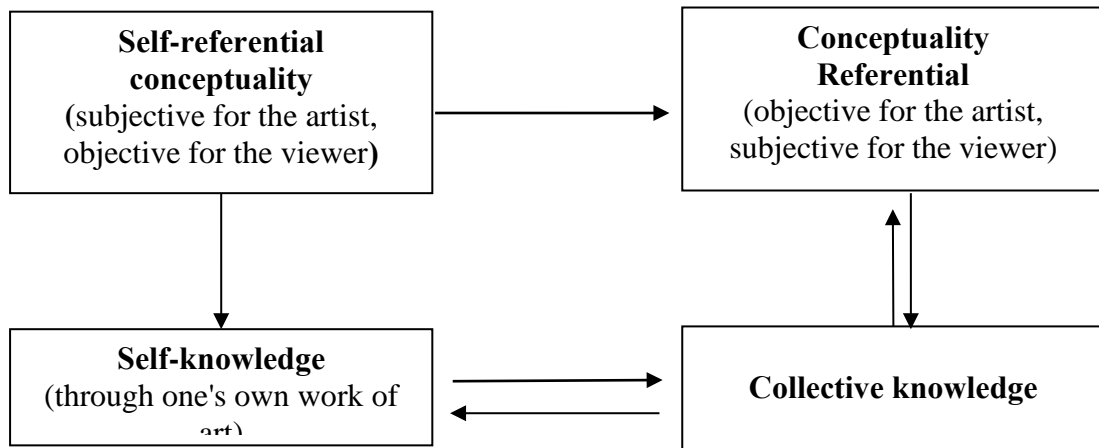 Self-referential
conceptuality
(subjective for the artist,
objective for the viewer)
Conceptuality
Referential
(objective for the artist,
subjective for the viewer)
Self-knowledge
(through one's own work of
art)
Collective knowledge